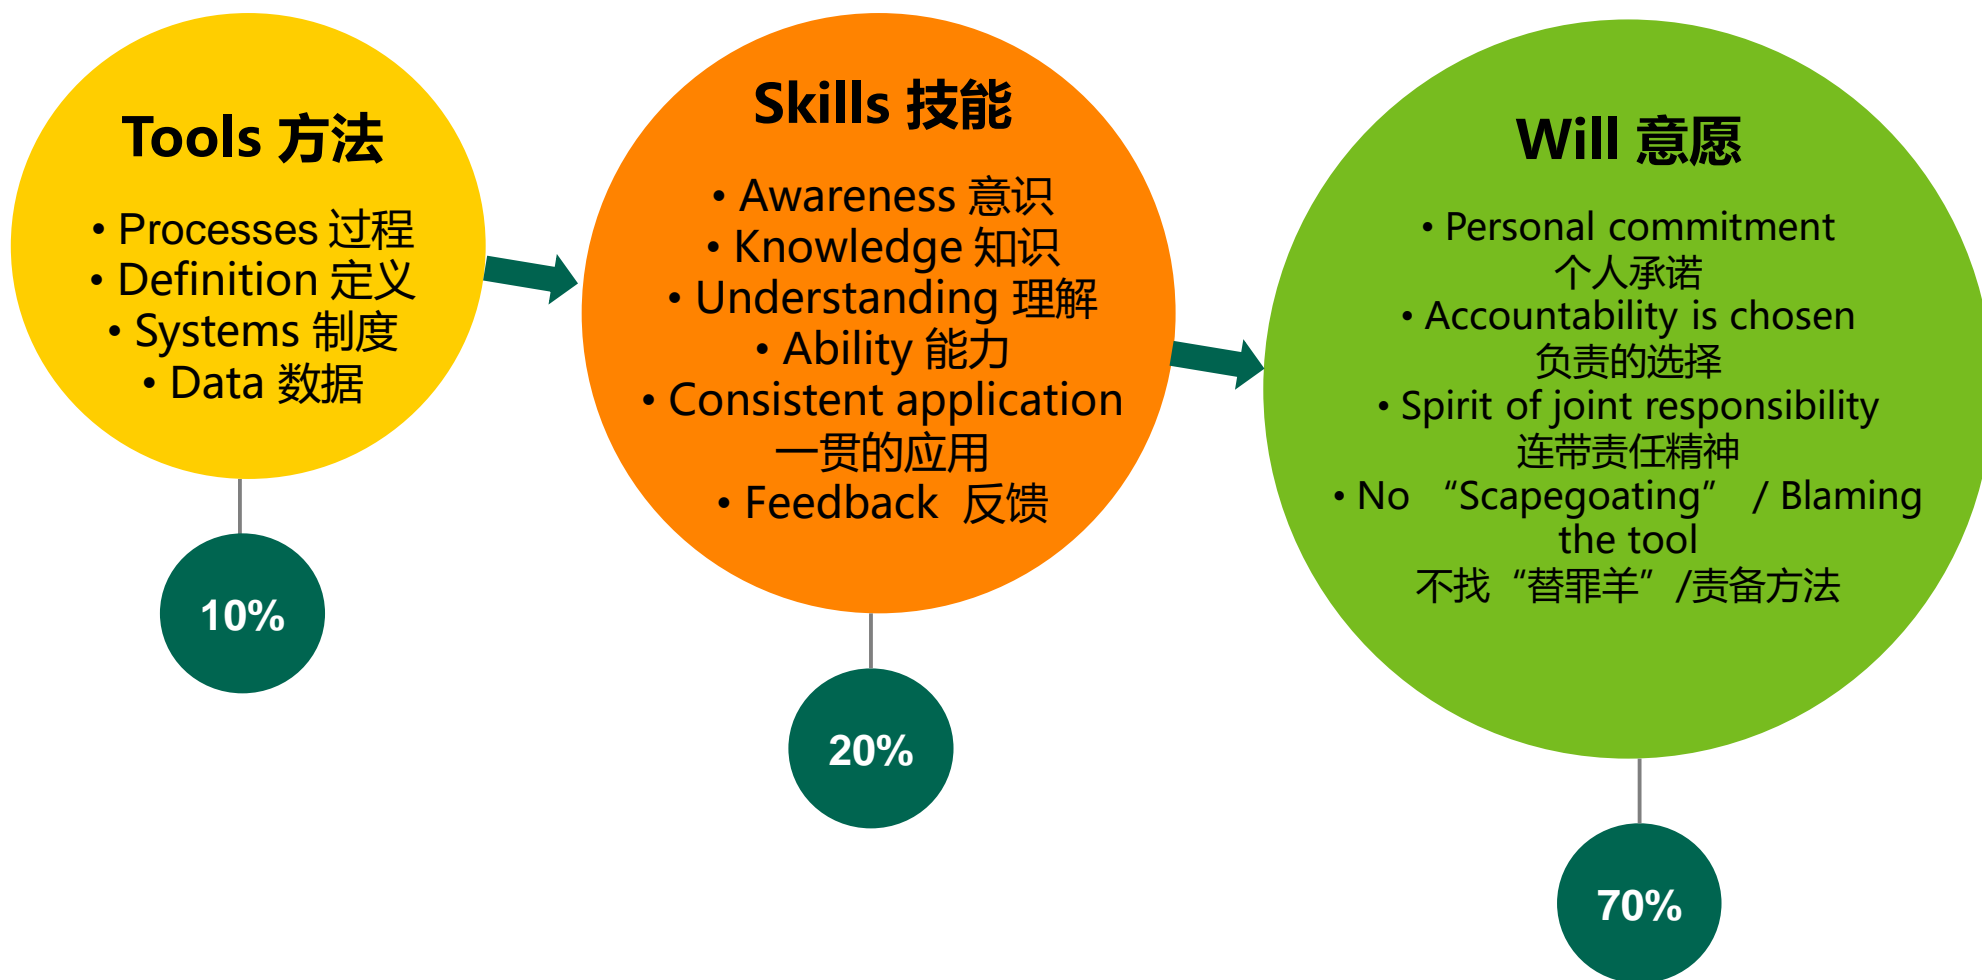 Tools 方法
• Processes 过程
• Definition 定义
• Systems 制度
• Data 数据
10%
Skills 技能
• Awareness 意识
• Knowledge 知识
• Understanding 理解
• Ability 能力
• Consistent application
一贯的应用
• Feedback 反馈
20%
Will 意愿
• Personal commitment
个人承诺
• Accountability is chosen
负责的选择
• Spirit of joint responsibility
连带责任精神
• No “Scapegoating” / Blaming
the tool
不找“替罪羊”/责备方法
70%